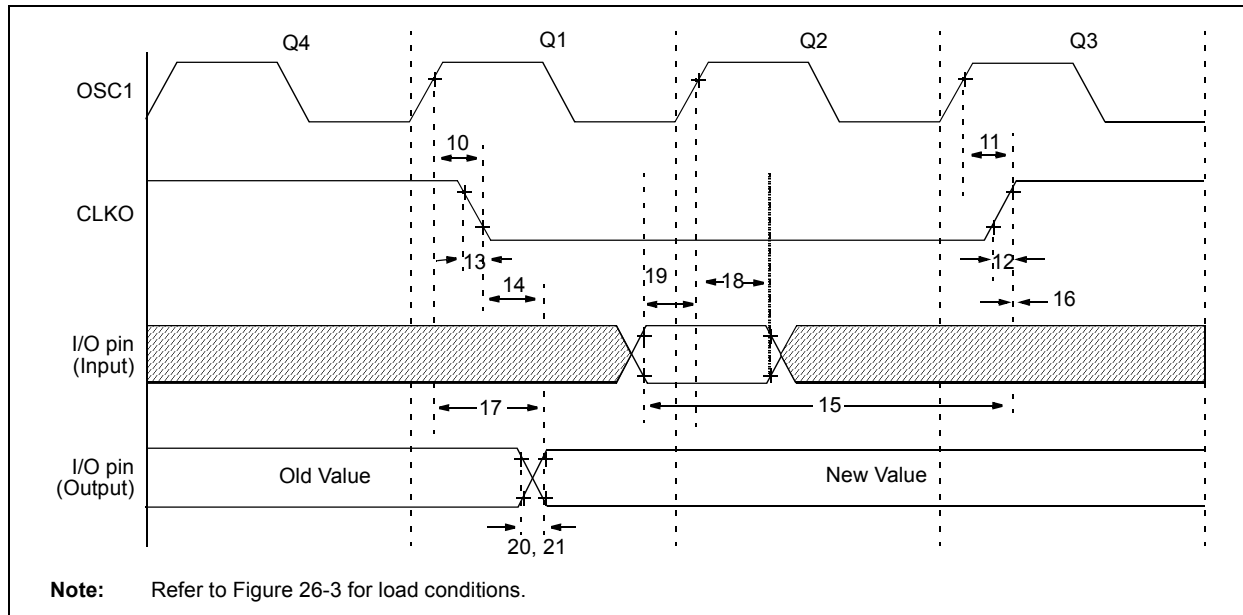 Q4 Q1 Q2 Q3
OSC1
10 11
CLKO
13 14 19 18 12 16
I/O pin
(Input)
17 15
I/O pin
(Output)
Old Value New Value
20, 21
Note: Refer to Figure 26-3 for load conditions.